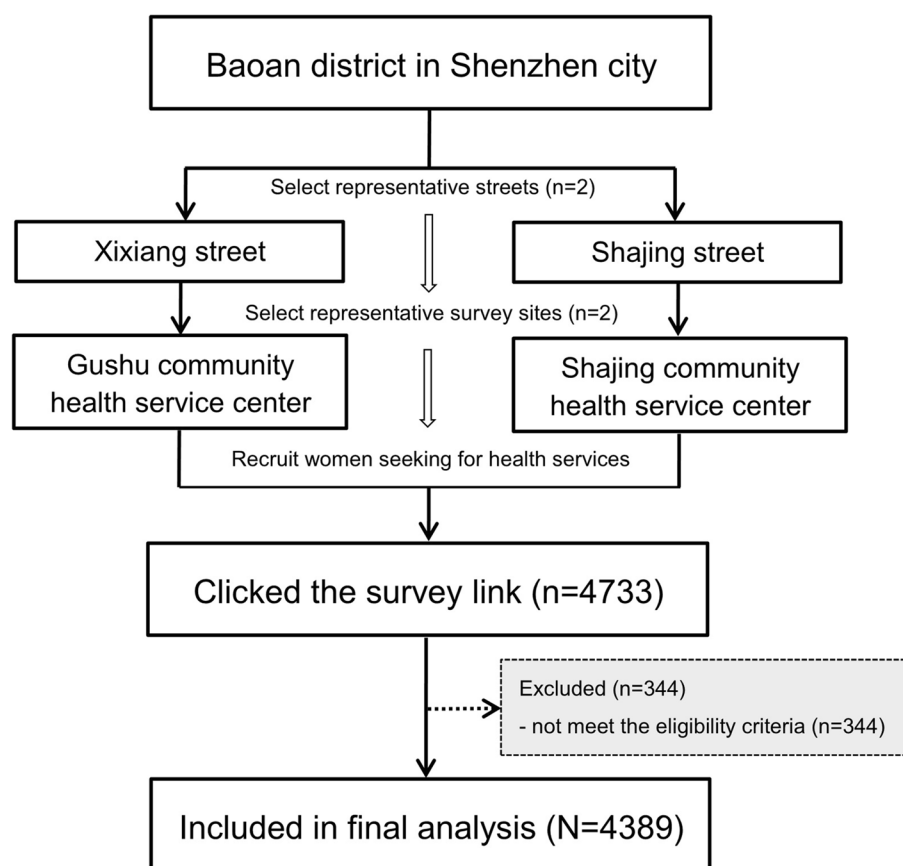 Baoan district in Shenzhen city
Select representative streets (n=2)
Xixiang street
Shajing street
Select representative survey sites (n=2)
Gushu community
health service center
Shajing community
health service center
Recruit women seeking for health services
Clicked the survey link (n=4733)
Excluded (n=344)
- not meet the eligibility criteria (n=344)
Included in final analysis (N=4389)